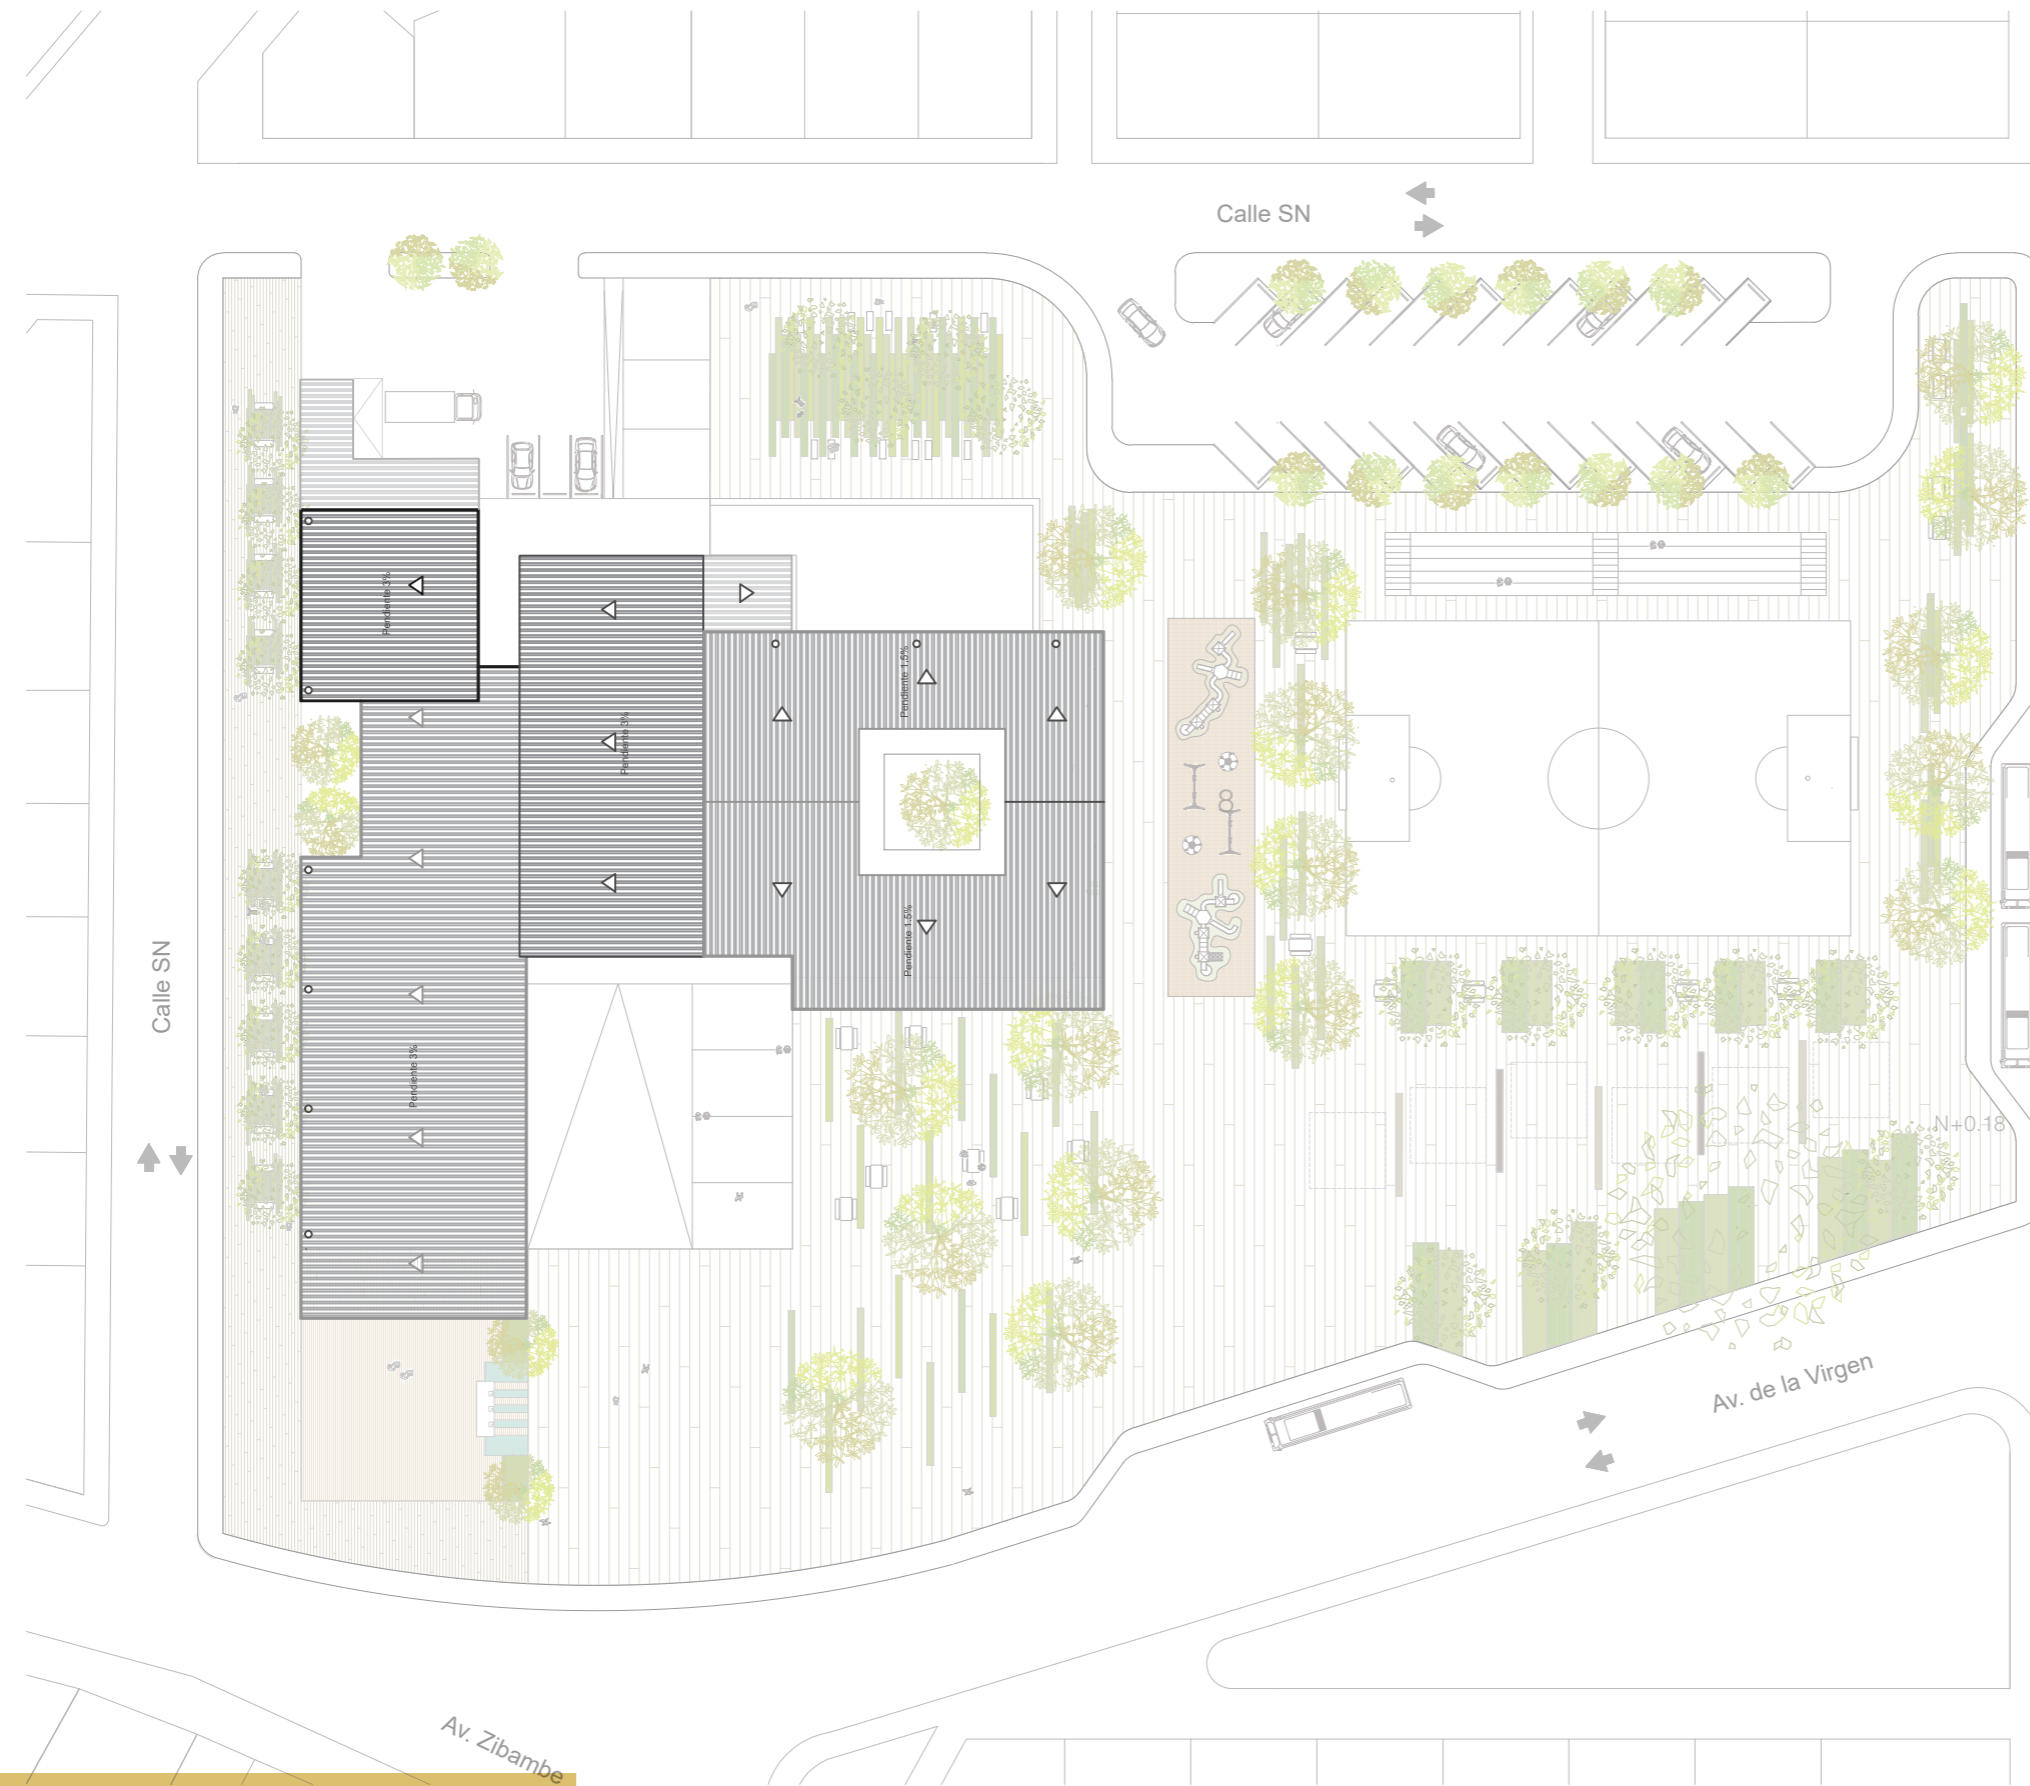 Calle SN
Pendiente 3%
Pendiente 1.5%
Pendiente 3%
Pendiente 1.5%
Calle SN
Pendiente 3%
N+0.18
Av. de la Virgen
Av. Zibambe